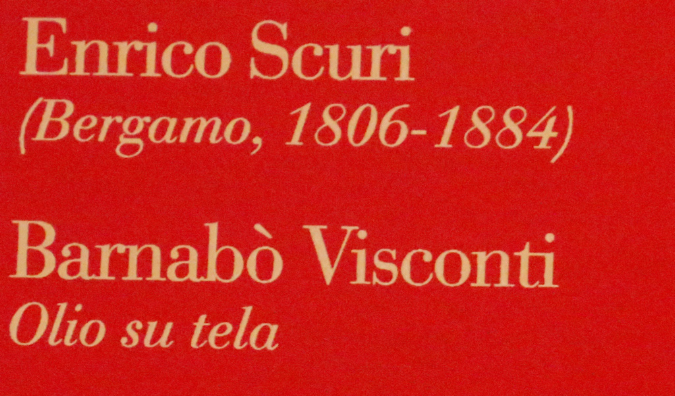 Enrico Scuri
(Bergamo, 1806-1884)
Barnabò Visconti
Olio su tela